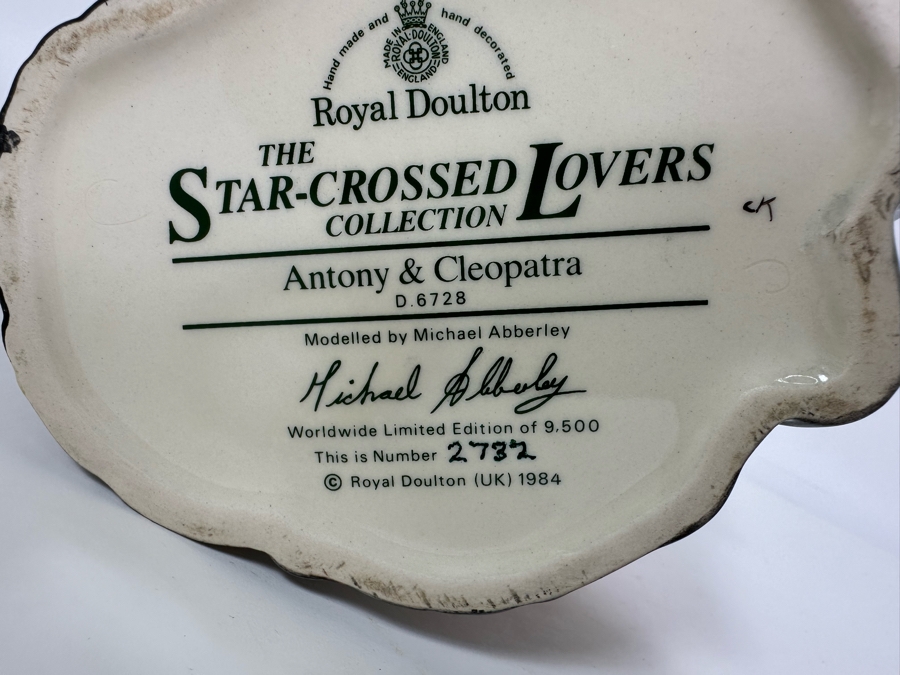 Hand made and hand decorated
MADE IN ENGLAND
ROYAL·DOULTON
ENGLAND
Royal Doulton
THE
STAR-CROSSED LOVERS
COLLECTION
Antony & Cleopatra
D.6728
Modelled by Michael Abberley
Michael Abberley
Worldwide Limited Edition of 9,500
This is Number 2732
© Royal Doulton (UK) 1984